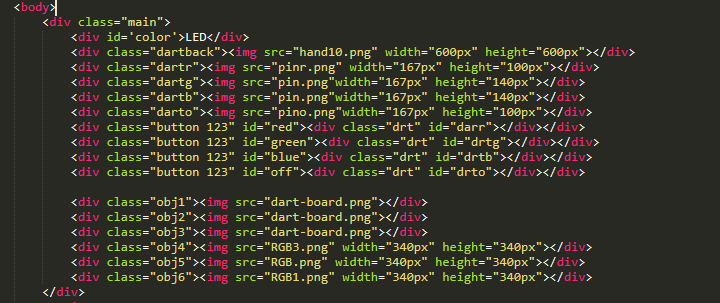 <body>
<div class="main">
<div id='color'>LED</div>
<div class="dartback"><img src="hand10.png" width="600px" height="600px"></div>
<div class="dartr"><img src="pinr.png" width="167px" height="100px"></div>
<div class="dartg"><img src="pin.png"width="167px" height="140px"></div>
<div class="dartb"><img src="pin.png"width="167px" height="140px"></div>
<div class="darto"><img src="pino.png"width="167px" height="100px"></div>
<div class="button 123" id="red"><div class="drt" id="darr"></div></div>
<div class="button 123" id="green"><div class="drt" id="drtg"></div></div>
<div class="button 123" id="blue"><div class="drt" id="drtb"></div></div>
<div class="button 123" id="off"><div class="drt" id="drto"></div></div>
<div class="obj1"><img src="dart-board.png"></div>
<div class="obj2"><img src="dart-board.png"></div>
<div class="obj3"><img src="dart-board.png"></div>
<div class="obj4"><img src="RGB3.png" width="340px" height="340px"></div>
<div class="obj5"><img src="RGB.png" width="340px" height="340px"></div>
<div class="obj6"><img src="RGB1.png" width="340px" height="340px"></div>
</div>